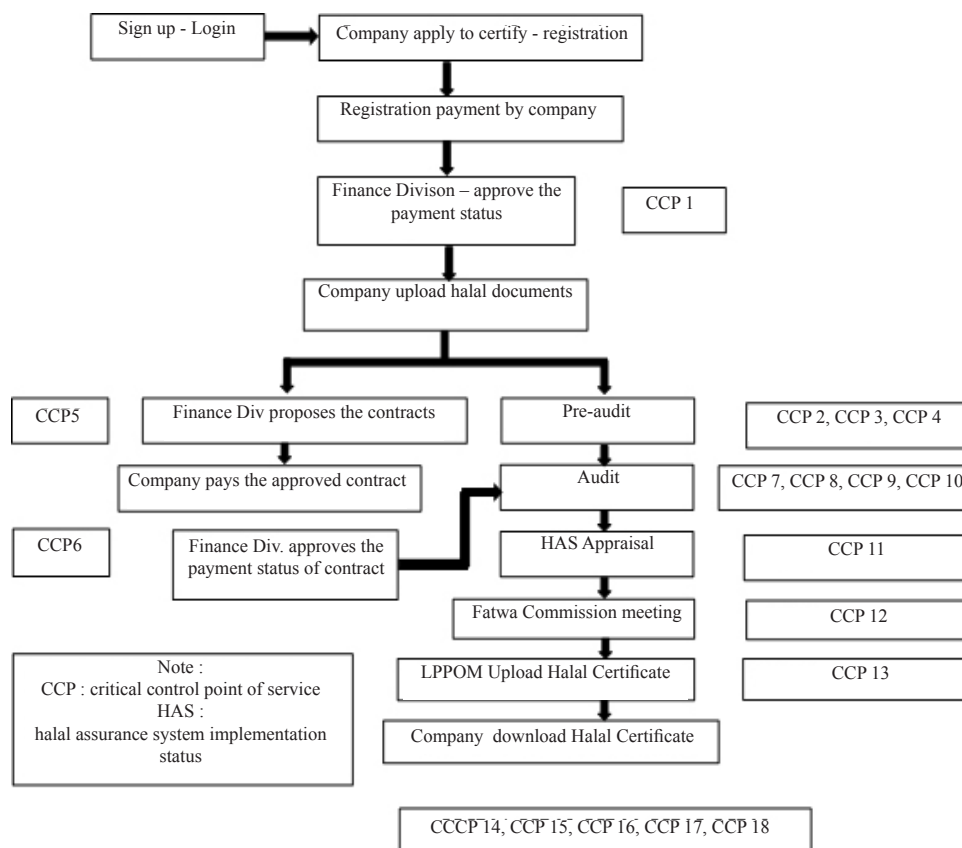 Sign up - Login
Company apply to certify - registration
Registration payment by company
Finance Divison – approve the
payment status
CCP 1
Company upload halal documents
CCP5
Finance Div proposes the contracts
Pre-audit
CCP 2, CCP 3, CCP 4
Company pays the approved contract
Audit
CCP 7, CCP 8, CCP 9, CCP 10
CCP6
Finance Div. approves the
payment status of contract
HAS Appraisal
CCP 11
Fatwa Commission meeting
CCP 12
Note :
CCP : critical control point of service
HAS :
halal assurance system implementation
status
LPPOM Upload Halal Certificate
CCP 13
Company download Halal Certificate
CCCP 14, CCP 15, CCP 16, CCP 17, CCP 18